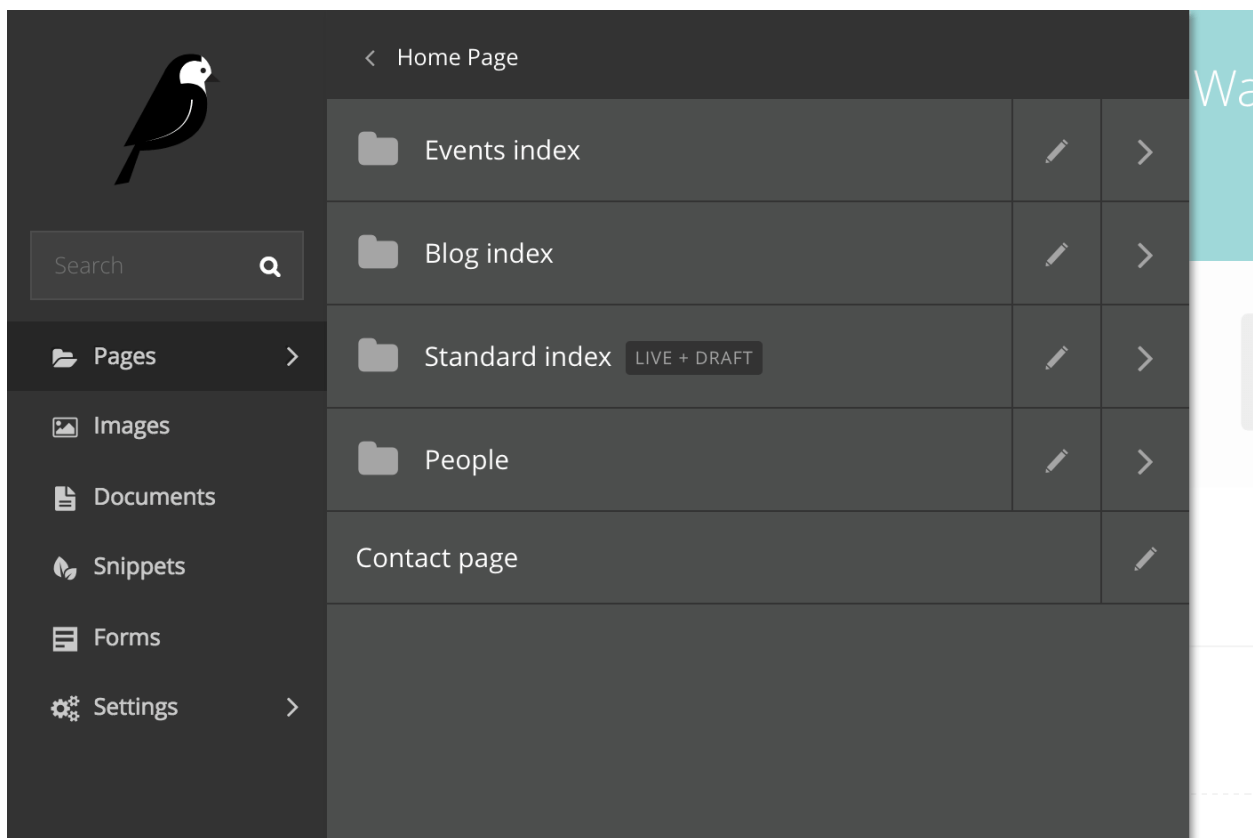 Home Page
Events index
Wa
Search
Blog index
Pages
Standard index LIVE + DRAFT
Images
People
Documents
Contact page
Snippets
Forms
Settings